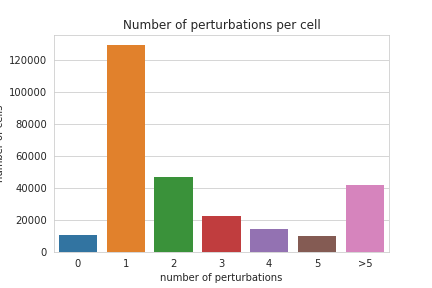 Number of perturbations per cell
120000
100000
80000
60000
40000
20000
0
number of cells
0 1 2 3 4 5 >5
number of perturbations